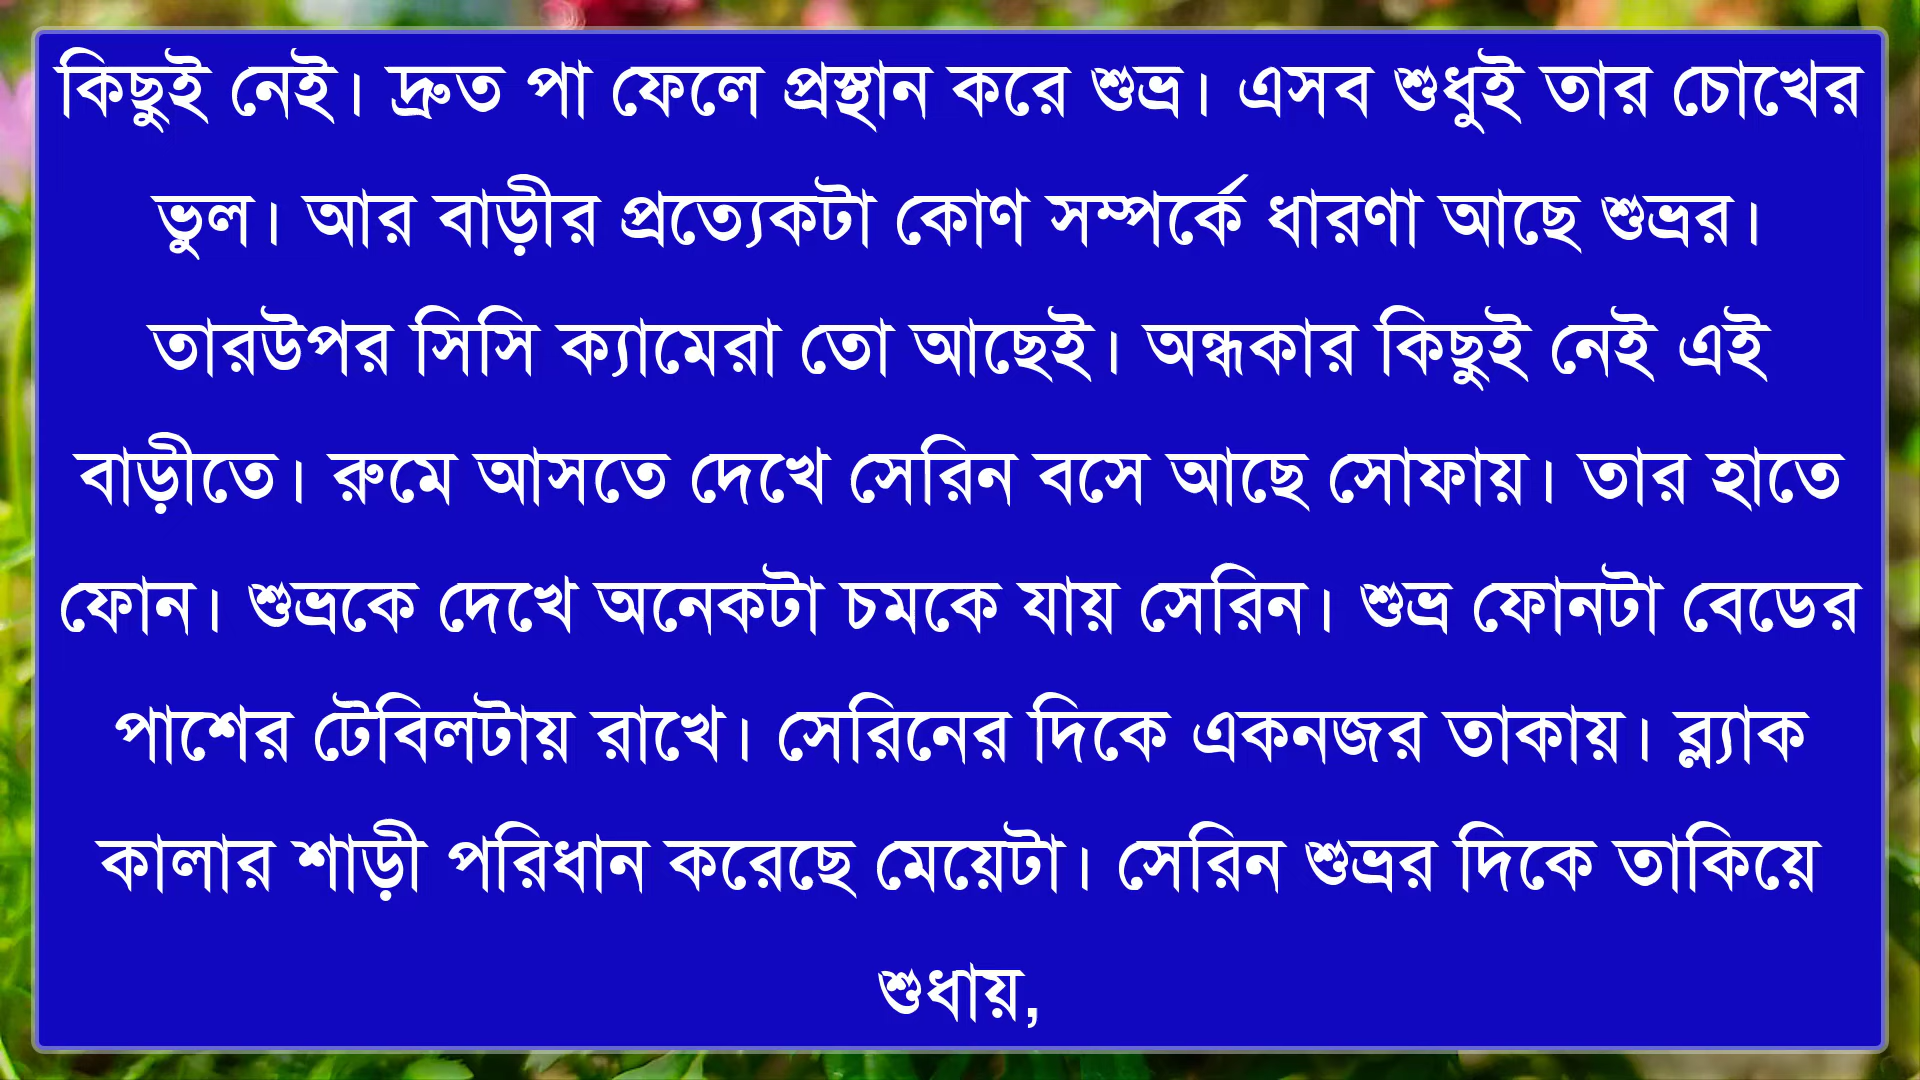 কিছুই নেই। দ্রুত পা ফেলে প্রস্থান করে শুভ্র। এসব শুধুই তার চোখের
ভুল। আর বাড়ীর প্রত্যেকটা কোণ সম্পর্কে ধারণা আছে শুভ্রর।
তারউপর সিসি ক্যামেরা তো আছেই। অন্ধকার কিছুই নেই এই
বাড়ীতে। রুমে আসতে দেখে সেরিন বসে আছে সোফায়। তার হাতে
ফোন। শুভ্রকে দেখে অনেকটা চমকে যায় সেরিন। শুভ্র ফোনটা বেডের
পাশের টেবিলটায় রাখে। সেরিনের দিকে একনজর তাকায়। ব্ল্যাক
কালার শাড়ী পরিধান করেছে মেয়েটা। সেরিন শুভ্রর দিকে তাকিয়ে
শুধায়,